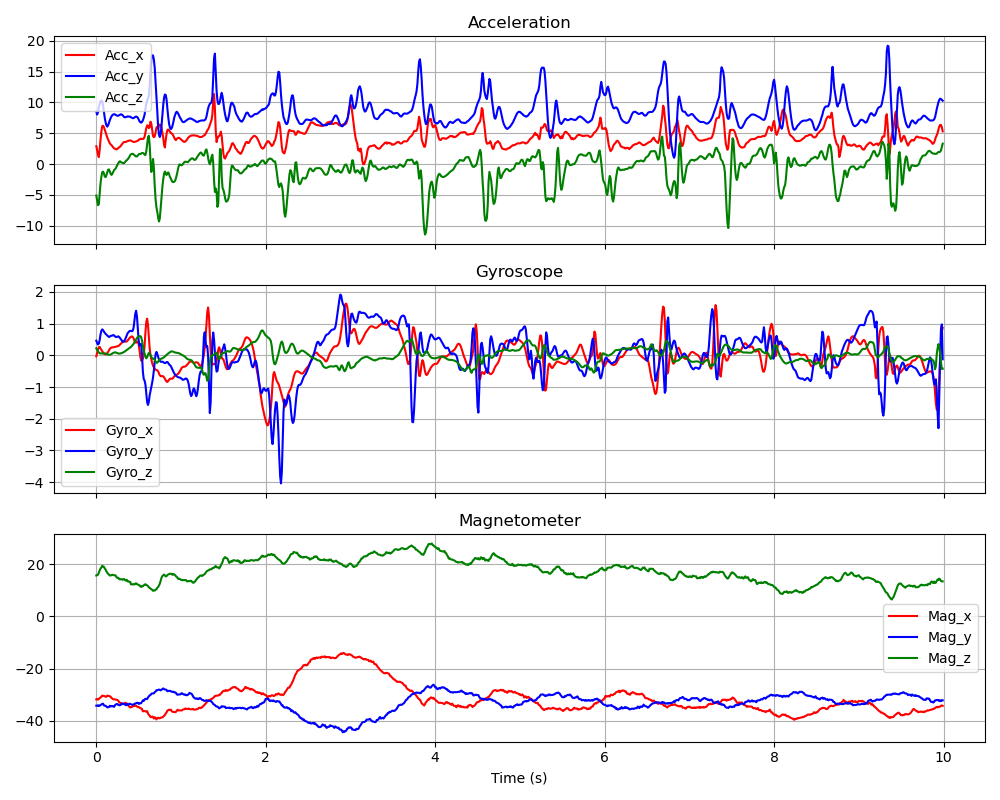 Acceleration
20
15
10
5
0
−5
−10
Acc_x
Acc_y
Acc_z
Gyroscope
2
1
0
−1
−2
−3
−4
Gyro_x
Gyro_y
Gyro_z
Magnetometer
20
0
−20
−40
Mag_x
Mag_y
Mag_z
0 2 4 6 8 10
Time (s)